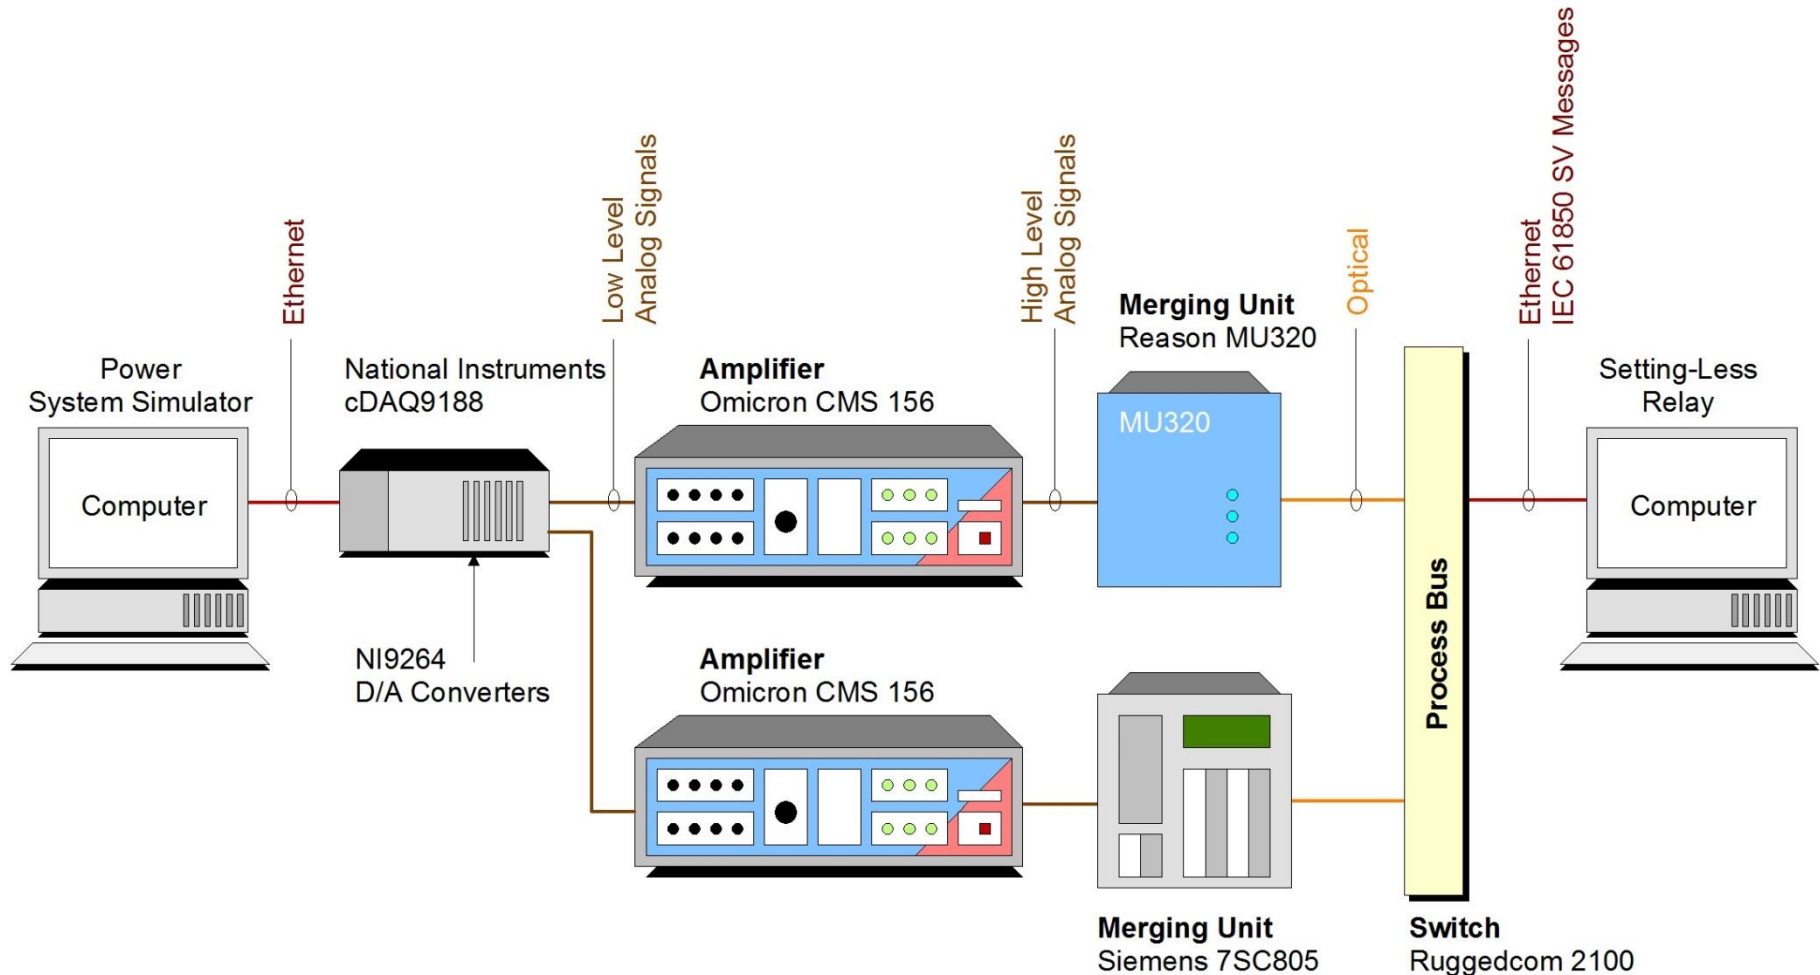 Ethernet
Low Level
Analog Signals
High Level
Analog Signals
Optical
Ethernet
IEC 61850 SV Messages
Power
System Simulator
Computer
National Instruments
cDAQ9188
NI9264
D/A Converters
Amplifier
Omicron CMS 156
Amplifier
Omicron CMS 156
Merging Unit
Reason MU320
MU320
Merging Unit
Siemens 7SC805
Process Bus
Switch
Ruggedcom 2100
Setting-Less
Relay
Computer